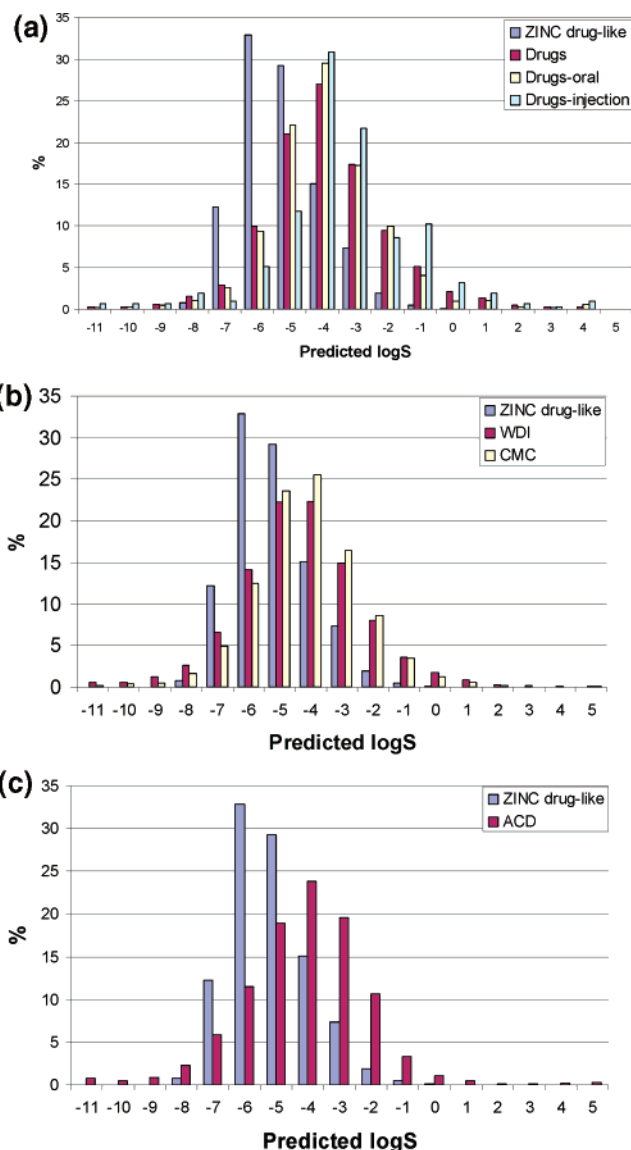 (a)
35
30
25
20
15
10
5
0
%
ZINC drug-like
Drugs
Drugs-oral
Drugs-injection
-11 -10 -9 -8 -7 -6 -5 -4 -3 -2 -1 0 1 2 3 4 5
Predicted logS
(b)
35
30
25
20
15
10
5
0
%
ZINC drug-like
WDI
CMC
-11 -10 -9 -8 -7 -6 -5 -4 -3 -2 -1 0 1 2 3 4 5
Predicted logS
(c)
35
30
25
20
15
10
5
0
%
ZINC drug-like
ACD
-11 -10 -9 -8 -7 -6 -5 -4 -3 -2 -1 0 1 2 3 4 5
Predicted logS